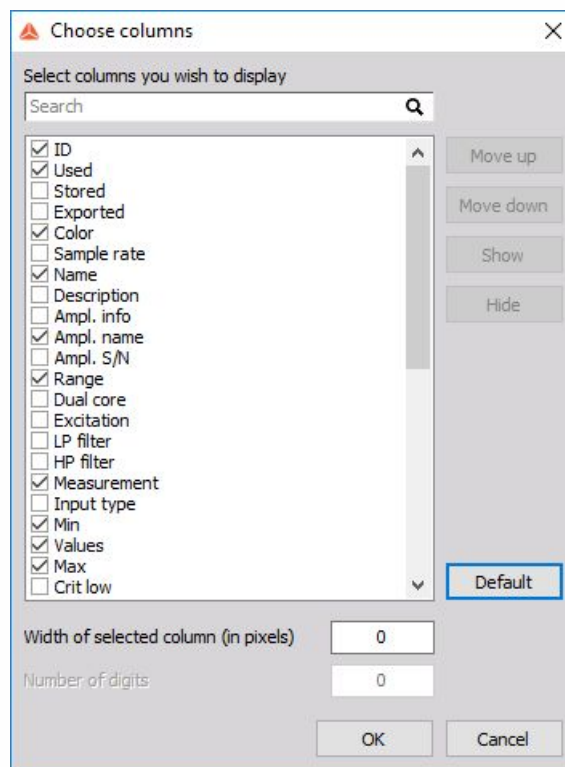 Choose columns
Select columns you wish to display
Search
ID
Used
Stored
Exported
Color
Sample rate
Name
Description
Ampl. info
Ampl. name
Ampl. S/N
Range
Dual core
Excitation
LP filter
HP filter
Measurement
Input type
Min
Values
Max
Crit low
Move up
Move down
Show
Hide
Default
Width of selected column (in pixels) 0
Number of digits 0
OK Cancel